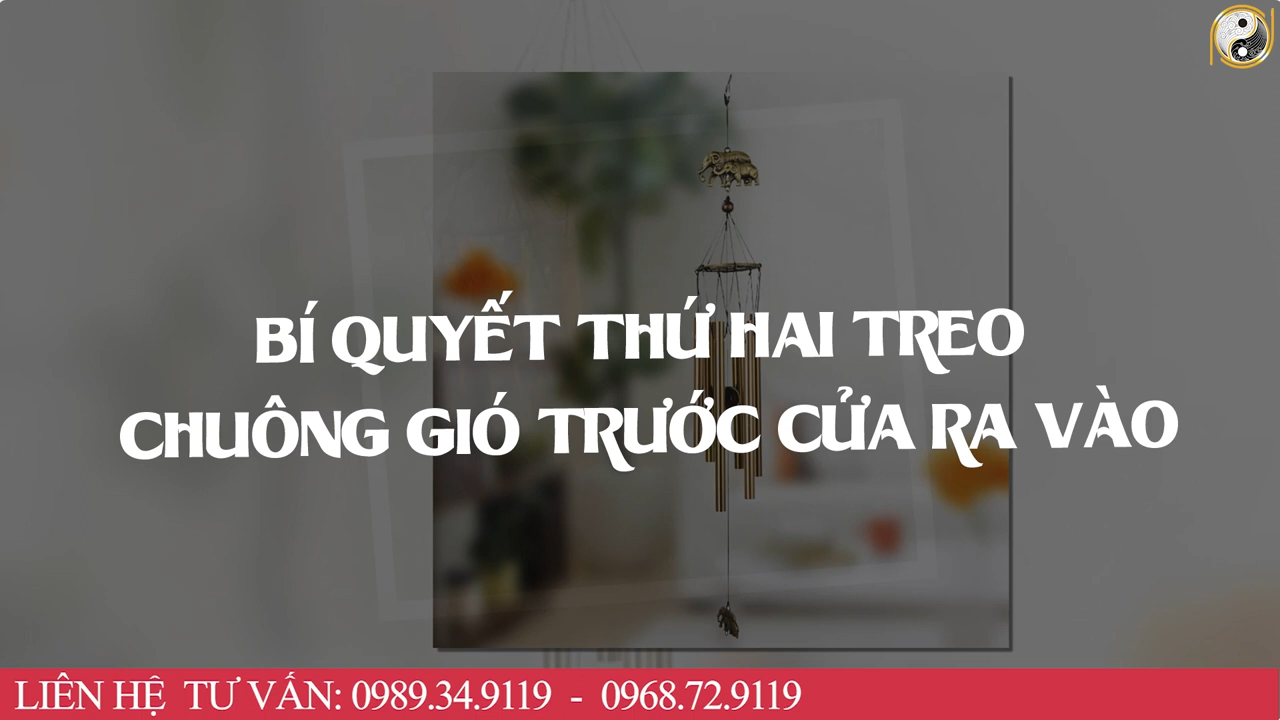 BÍ QUYẾT THỨ HAI TREO
CHUÔNG GIÓ TRƯỚC CỬA RA VÀO
LIÊN HỆ TƯ VẤN: 0989.34.9119 - 0968.72.9119